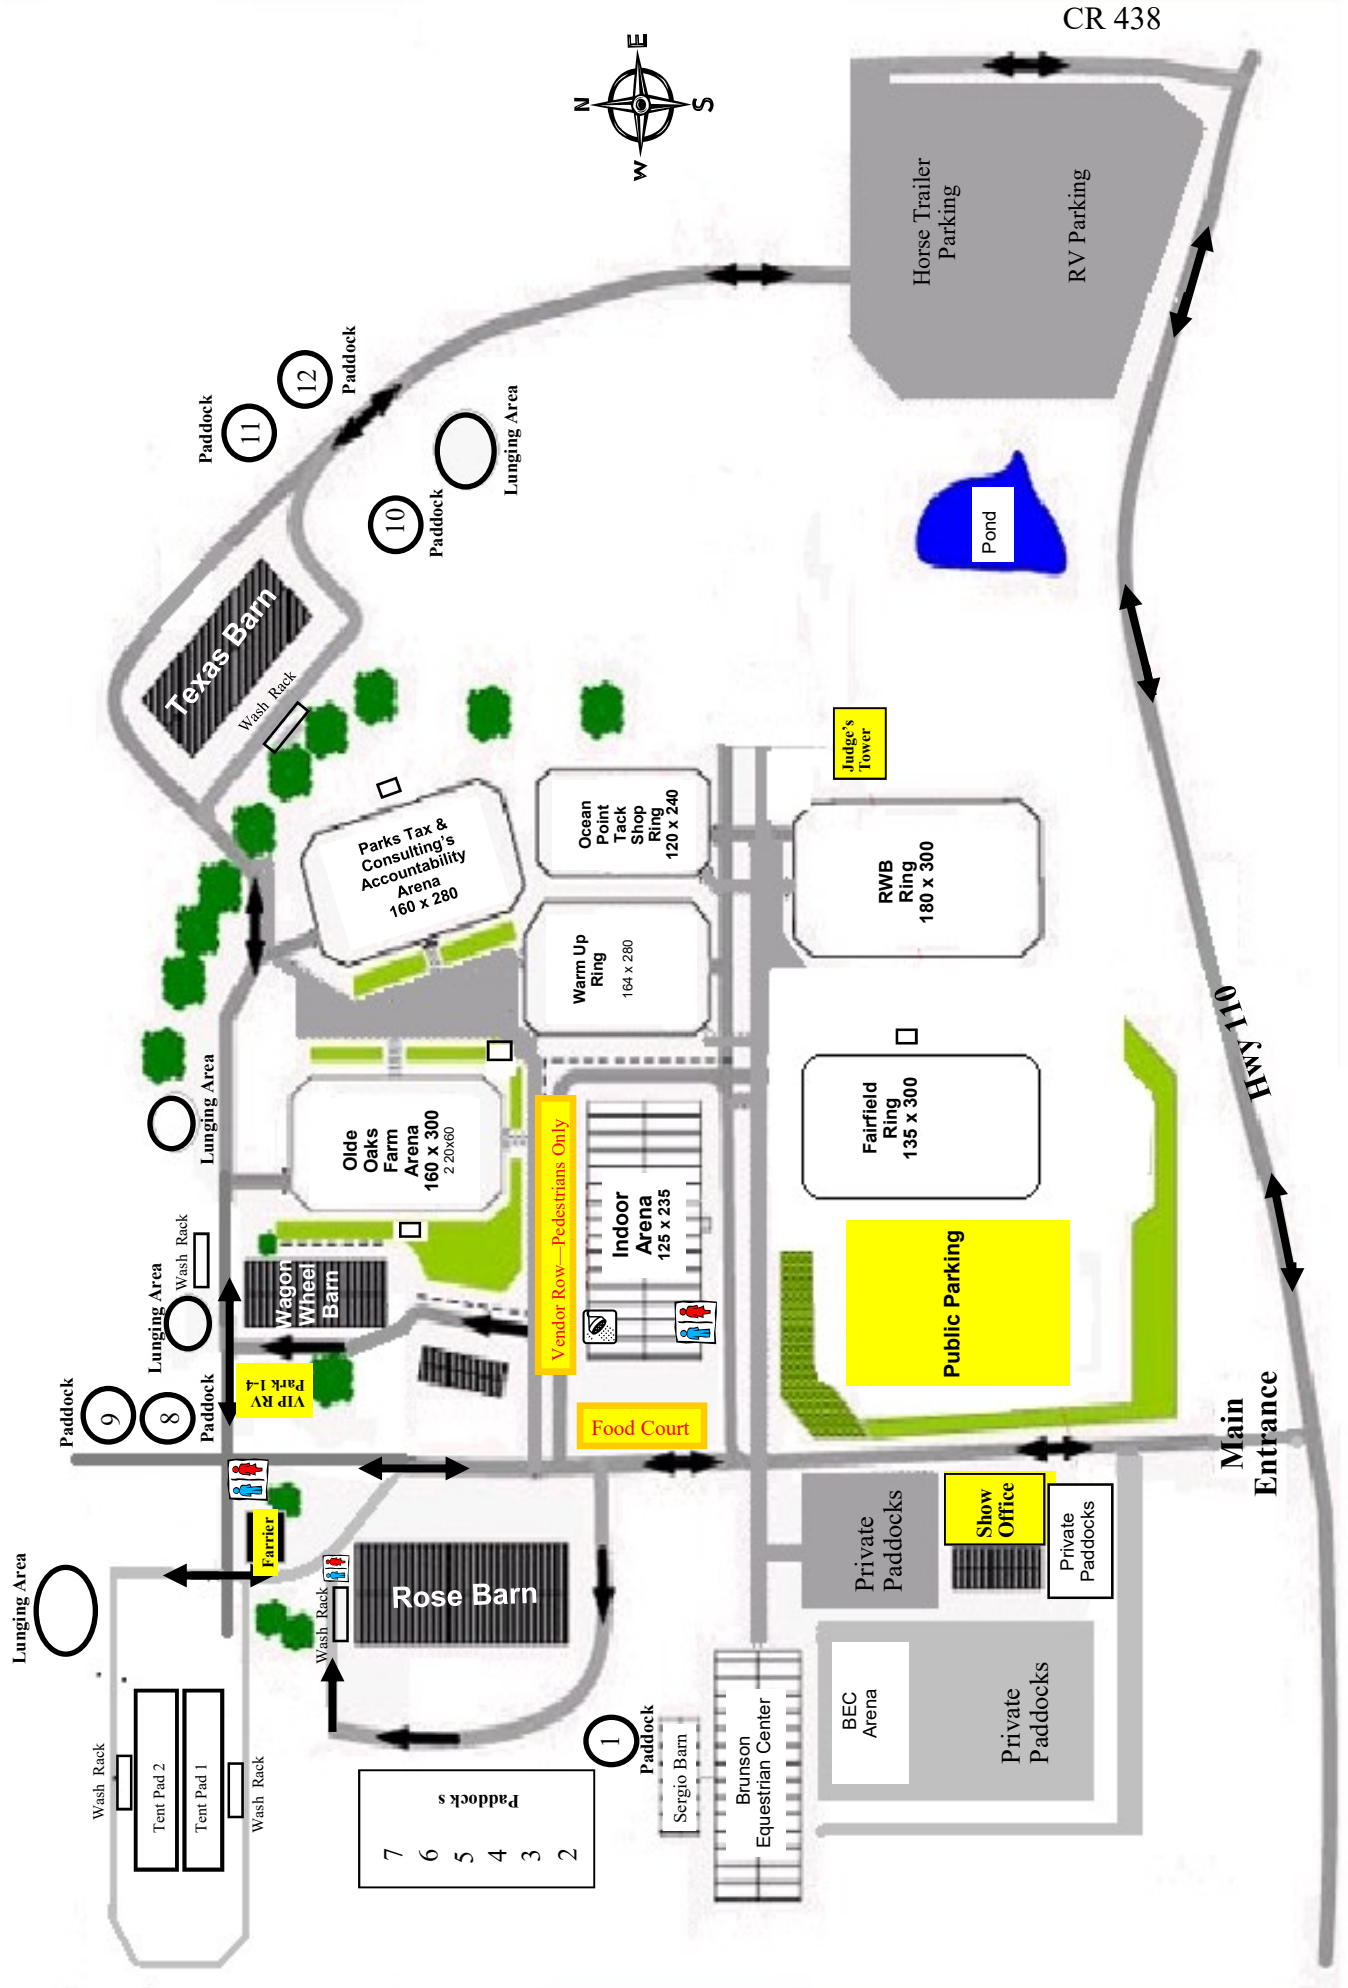 CR 438
E
N
S
W
Horse Trailer
Parking
RV Parking
Paddock
12
Paddock
11
Lunging Area
Paddock
10
Pond
Texas Barn
Wash Rack
Judge's
Tower
Parks Tax &
Consulting's
Accountability
Arena
160 x 280
Ocean
Point
Tack
Shop
Ring
120 x 240
RWB
Ring
180 x 300
Warm Up
Ring
164 x 280
Hwy 110
Lunging Area
Olde
Oaks
Farm
Arena
160 x 300
2 20x60
Vendor Row—Pedestrians Only
Indoor
Arena
125 x 235
Fairfield
Ring
135 x 300
Public Parking
Wash Rack
Lunging Area
Wagon
Wheel
Barn
VIP RV
Park 1-4
Paddock
9
8
Paddock
Food Court
Main
Entrance
Farrier
Lunging Area
Wash Rack
Rose Barn
Private
Paddocks
Show
Office
Private
Paddocks
Wash Rack
Tent Pad 2
Tent Pad 1
Wash Rack
Paddock s
7
6
5
4
3
2
1
Paddock
Sergio Barn
Brunson
Equestrian Center
BEC
Arena
Private
Paddocks